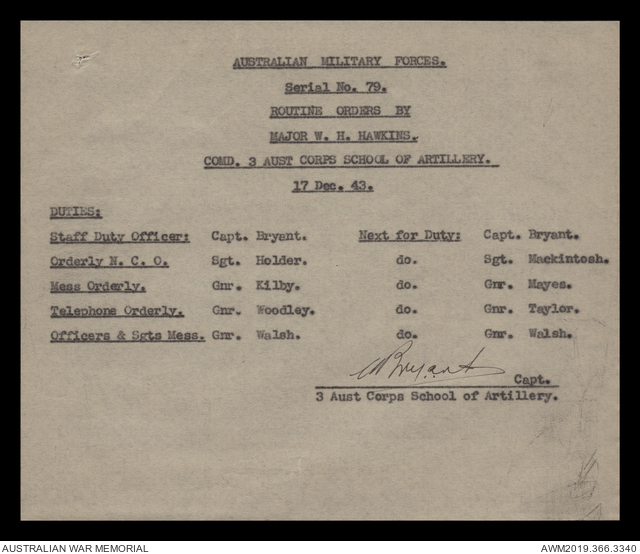 AUSTRALIAN MILITARY FORCES.
Serial No. 79.
ROUTINE ORDERS BY
MAJOR W. H. HAWKINS.
COMD. 3 AUST CORPS SCHOOL OF ARTILLERY.
17 Dec. 43.
DUTIES:
Staff Duty Officer: Capt. Bryant. Next for Duty: Capt. Bryant.
Orderly N. C. O. Sgt. Holder. do. Sgt. Mackintosh.
Mess Orderly. Gnr. Kilby. do. Gnr. Mayes.
Telephone Orderly. Gnr. Woodley. do. Gnr. Taylor.
Officers & Sgts Mess. Gnr. Walsh. do. Gnr. Walsh.
Bryant Capt.
3 Aust Corps School of Artillery.
AUSTRALIAN WAR MEMORIAL AWM2019.366.3340